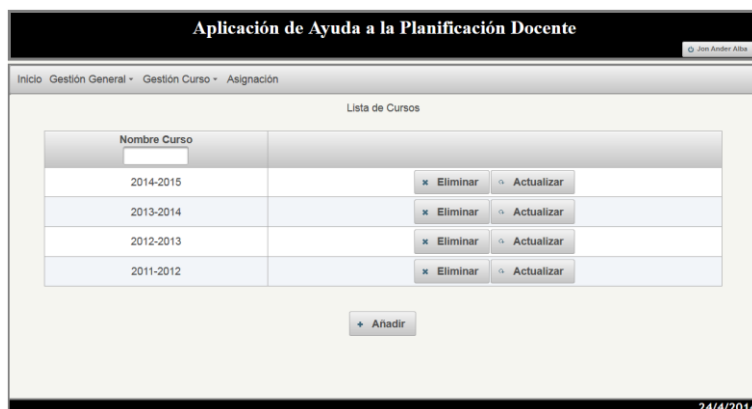 Aplicación de Ayuda a la Planificación Docente
Jon Ander Alba
Inicio Gestión General Gestión Curso Asignación
Lista de Cursos
Nombre Curso
2014-2015 Eliminar Actualizar
2013-2014 Eliminar Actualizar
2012-2013 Eliminar Actualizar
2011-2012 Eliminar Actualizar
+ Añadir